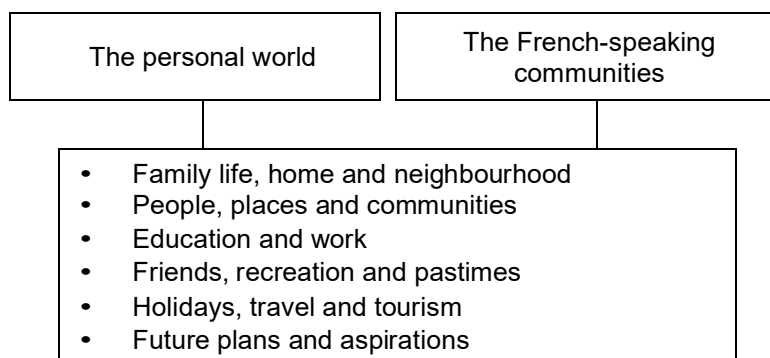 The personal world
The French-speaking
communities
• Family life, home and neighbourhood
• People, places and communities
• Education and work
• Friends, recreation and pastimes
• Holidays, travel and tourism
• Future plans and aspirations